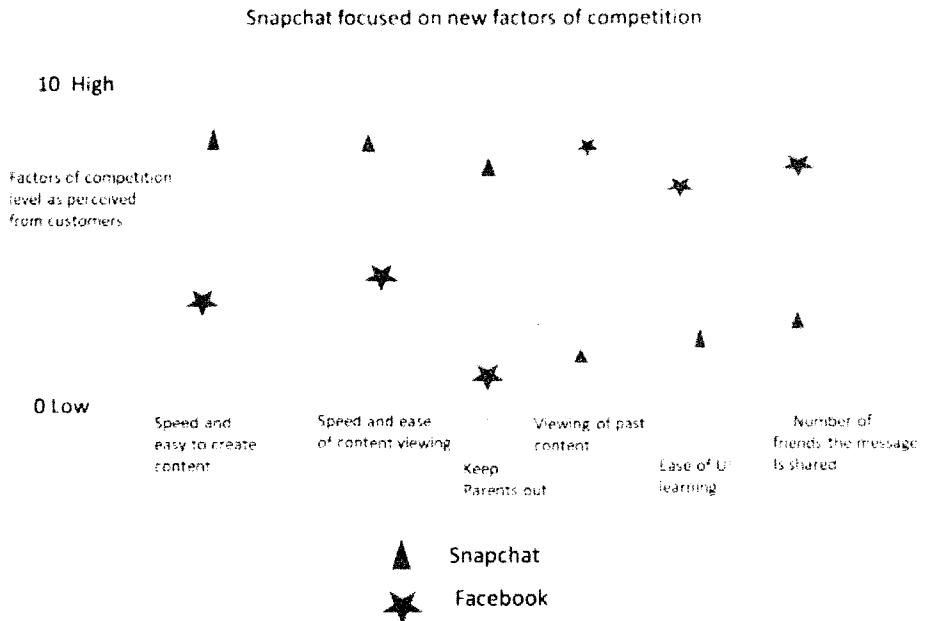 Snapchat focused on new factors of competition
10 High
Factors of competition
level as perceived
from customers
0 Low
Speed and
easy to create
content
Speed and ease
of content viewing
Keep
Parents out
Viewing of past
content
Ease of UI
learning
Number of
friends the message
Is shared
Snapchat
Facebook